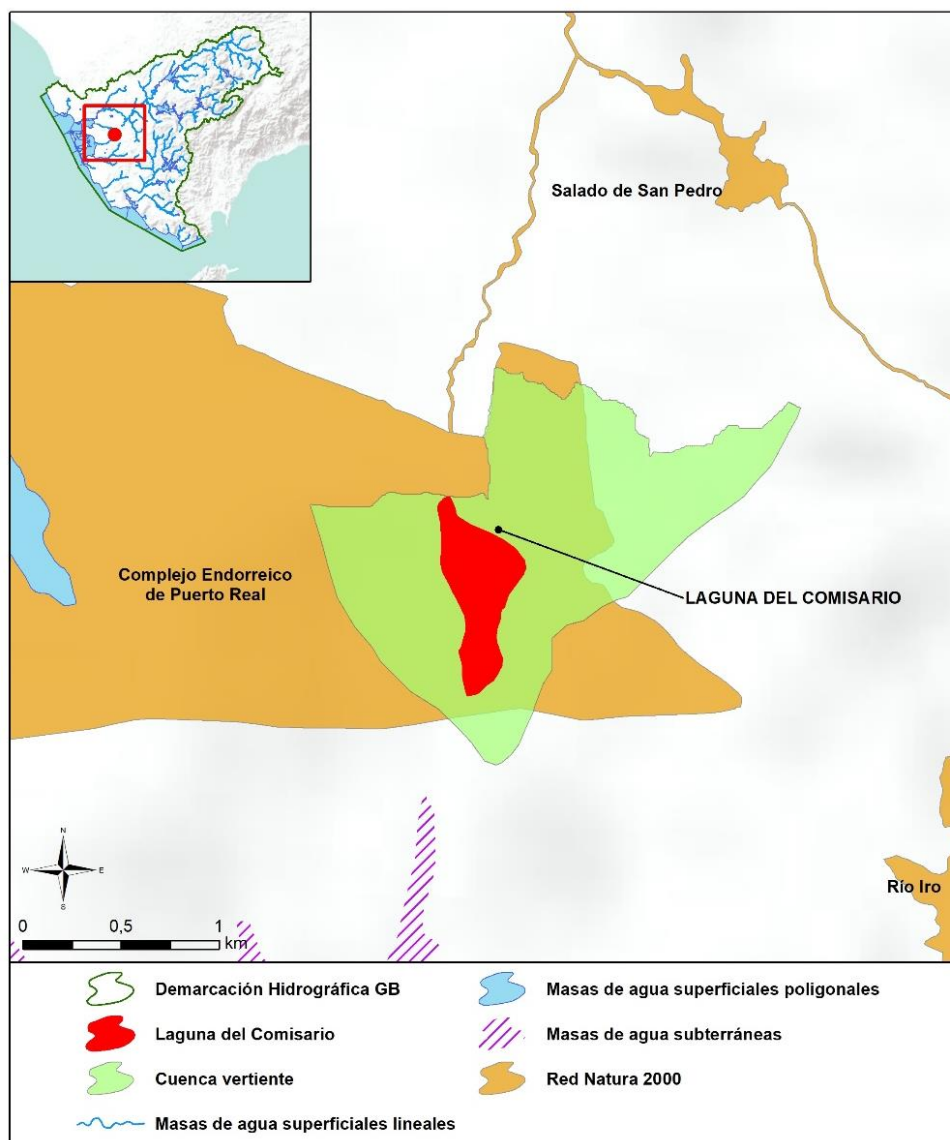 Salado de San Pedro
Complejo Endorreico
de Puerto Real
LAGUNA DEL COMISARIO
Río Iro
N
W
E
S
0 0,5 1
km
Demarcación Hidrográfica GB
Laguna del Comisario
Cuenca vertiente
Masas de agua superficiales lineales
Masas de agua superficiales poligonales
Masas de agua subterráneas
Red Natura 2000